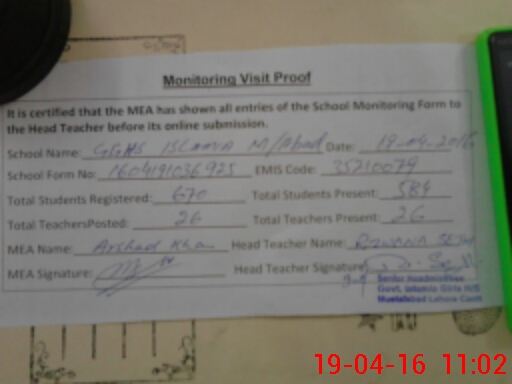 Monitoring Visit Proof
It is certified that the MEA has shown all entries of the School Monitoring Form to
the Head Teacher before its online submission.
School Name: GGHS Islamia M/Abad Date: 19-04-2016
School Form No: 1604191036925 EMIS Code: 35210079
Total Students Registered: 670 Total Students Present: 584
Total TeachersPosted: 26 Total Teachers Present: 26
MEA Name: Arshad Khan Head Teacher Name:
MEA Signature: Head Teacher Signature
Senior Headmistress
Govt. Islamia Girls H/S
Mustafabad Lahore Cantt
19-04-16 11:02